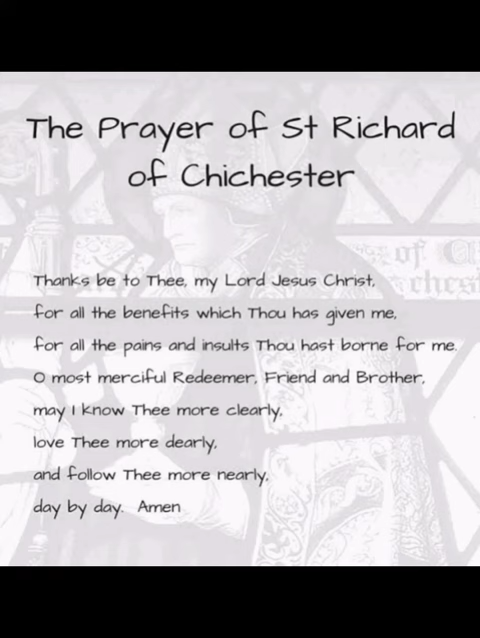 The Prayer of St Richard
of Chichester
of C
chest
Thanks be to Thee, my Lord Jesus Christ,
for all the benefits which Thou has given me,
for all the pains and insults Thou hast borne for me.
O most merciful Redeemer, Friend and Brother,
may I know Thee more clearly,
love Thee more dearly,
and follow Thee more nearly,
day by day. Amen